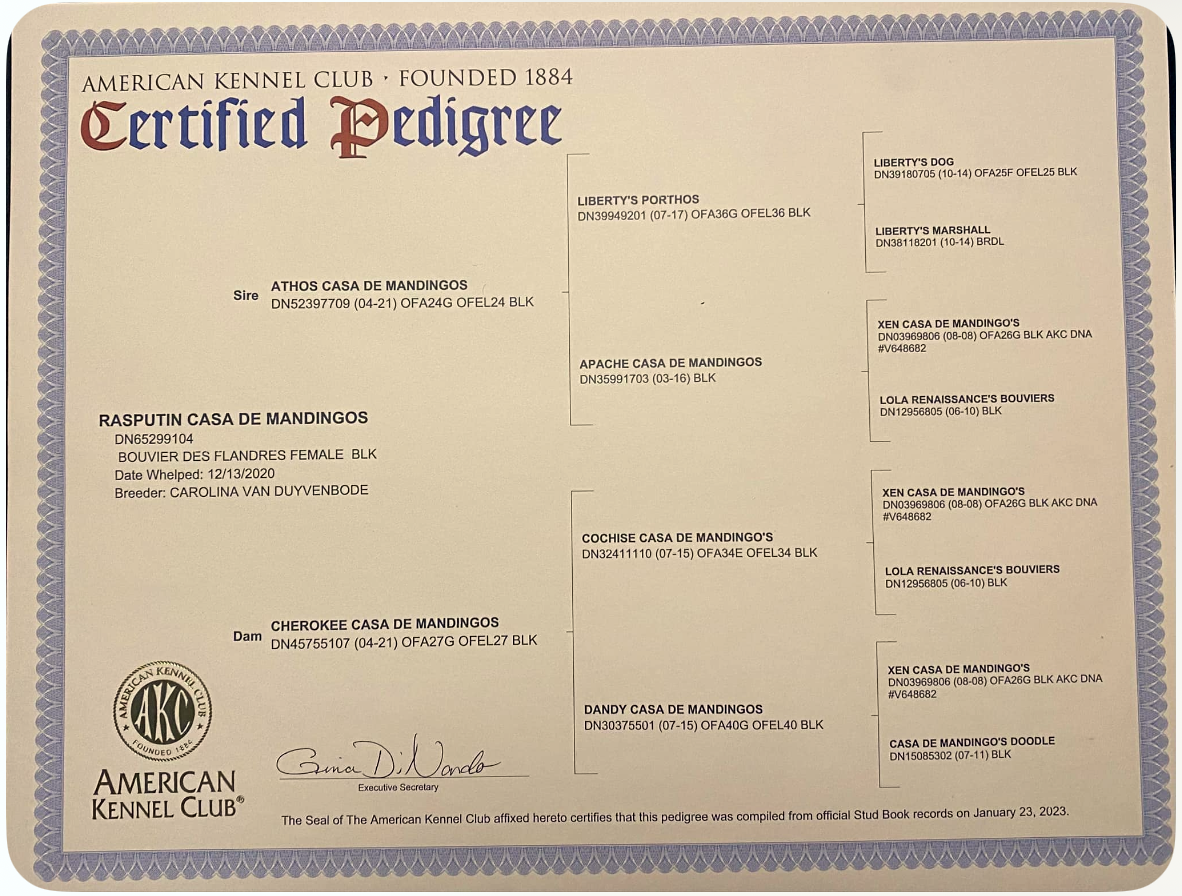 AMERICAN KENNEL CLUB · FOUNDED 1884
Certified Pedigree
Sire
ATHOS CASA DE MANDINGOS
DN52397709 (04-21) OFA24G OFEL24 BLK
RASPUTIN CASA DE MANDINGOS
DN65299104
BOUVIER DES FLANDRES FEMALE BLK
Date Whelped: 12/13/2020
Breeder: CAROLINA VAN DUYVENBODE
Dam
CHEROKEE CASA DE MANDINGOS
DN45755107 (04-21) OFA27G OFEL27 BLK
LIBERTY'S PORTHOS
DN39949201 (07-17) OFA36G OFEL36 BLK
APACHE CASA DE MANDINGOS
DN35991703 (03-16) BLK
COCHISE CASA DE MANDINGO'S
DN32411110 (07-15) OFA34E OFEL34 BLK
DANDY CASA DE MANDINGOS
DN30375501 (07-15) OFA40G OFEL40 BLK
LIBERTY'S DOG
DN39180705 (10-14) OFA25F OFEL25 BLK
LIBERTY'S MARSHALL
DN38118201 (10-14) BRDL
XEN CASA DE MANDINGO'S
DN03969806 (08-08) OFA26G BLK AKC DNA
#V648682
LOLA RENAISSANCE'S BOUVIERS
DN12956805 (06-10) BLK
XEN CASA DE MANDINGO'S
DN03969806 (08-08) OFA26G BLK AKC DNA
#V648682
LOLA RENAISSANCE'S BOUVIERS
DN12956805 (06-10) BLK
XEN CASA DE MANDINGO'S
DN03969806 (08-08) OFA26G BLK AKC DNA
#V648682
CASA DE MANDINGO'S DOODLE
DN15085302 (07-11) BLK
AMERICAN KENNEL CLUB
AKC
FOUNDED 1884
AMERICAN
KENNEL CLUB®
Gina DiNardo
Executive Secretary
The Seal of The American Kennel Club affixed hereto certifies that this pedigree was compiled from official Stud Book records on January 23, 2023.